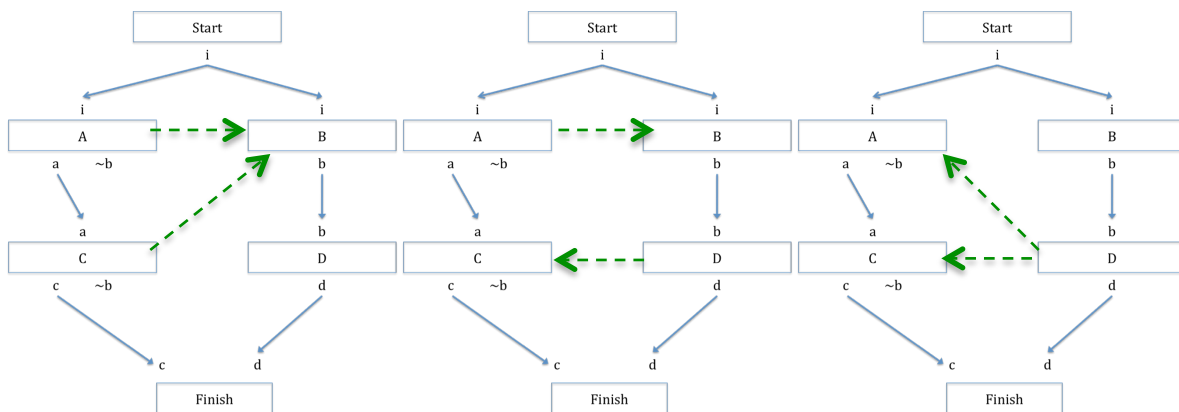 Start Start Start
i i i
i i i i i i
A B A B A B
a ~b b a ~b b a ~b b
a b a b a b
C D C D C D
c ~b d c ~b d c ~b d
c d c d c d
Finish Finish Finish